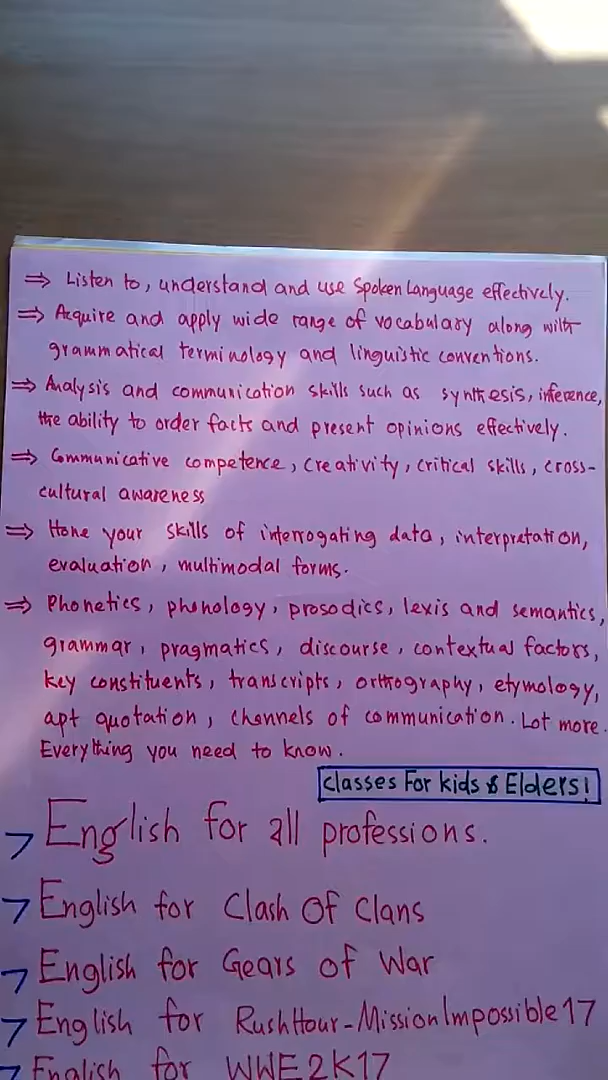 ⇒ Listen to, understand and use Spoken Language effectively.
⇒ Acquire and apply wide range of vocabulary along with
grammatical terminology and linguistic conventions.
⇒ Analysis and communication skills such as synthesis, inference,
the ability to order facts and present opinions effectively.
⇒ Communicative competence, creativity, critical skills, cross-
cultural awareness
⇒ Hone your skills of interrogating data, interpretation,
evaluation, multimodal forms.
⇒ Phonetics, phonology, prosodics, lexis and semantics,
grammar, pragmatics, discourse, contextual factors,
key constituents, transcripts, orthography, etymology,
apt quotation, channels of communication. Lot more.
Everything you need to know.
Classes For kids & Elders!
English for all professions.
English for Clash Of Clans
English for Gears of War
English for RushHour-MissionImpossible17
English for WWE2K17